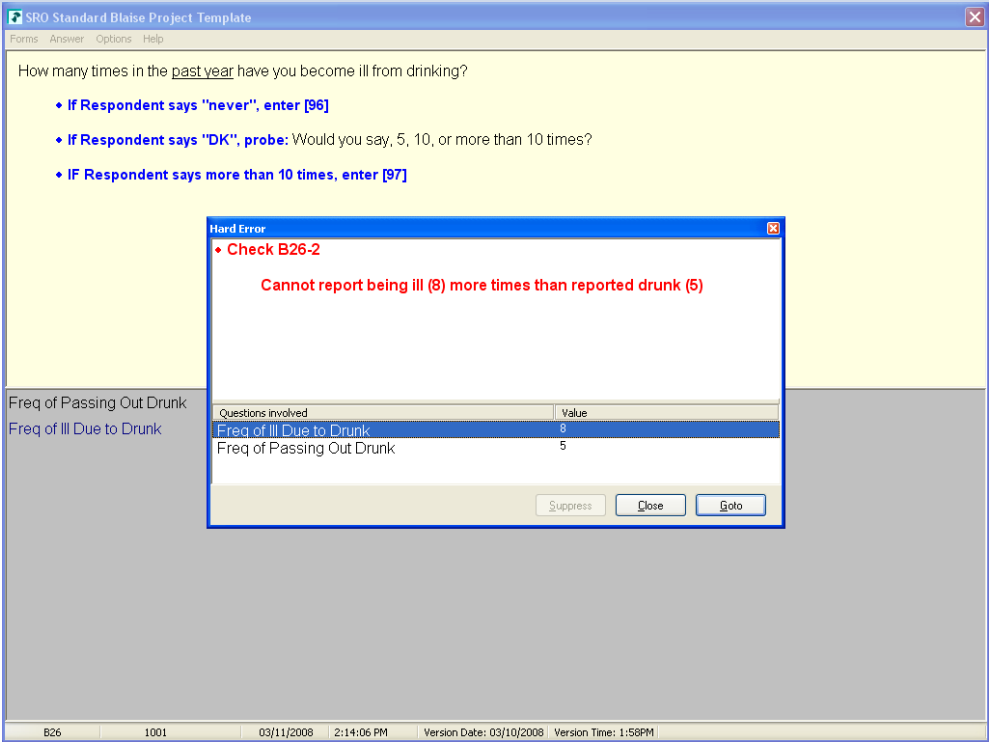 SRO Standard Blaise Project Template
Forms Answer Options Help
How many times in the past year have you become ill from drinking?
• If Respondent says "never", enter [96]
• If Respondent says "DK", probe: Would you say, 5, 10, or more than 10 times?
• IF Respondent says more than 10 times, enter [97]
Hard Error
• Check B26-2
Cannot report being ill (8) more times than reported drunk (5)
Freq of Passing Out Drunk
Freq of Ill Due to Drunk
Questions involved Value
Freq of Ill Due to Drunk 8
Freq of Passing Out Drunk 5
Suppress Close Goto
B26 1001 03/11/2008 2:14:06 PM Version Date: 03/10/2008 Version Time: 1:58PM